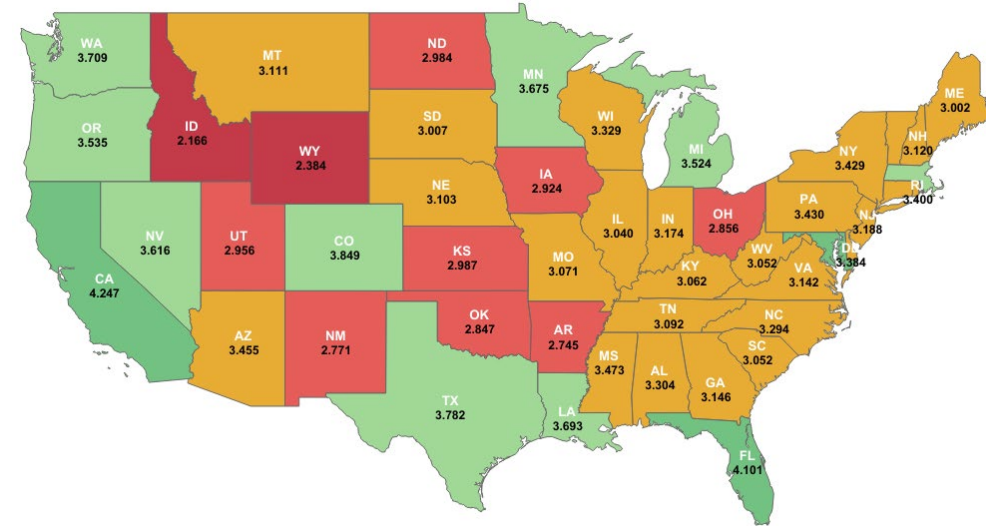 WA
3.709
MT
3.111
ND
2.984
MN
3.675
OR
3.535
ID
2.166
WY
2.384
SD
3.007
WI
3.329
MI
3.524
ME
3.002
NH
3.120
NY
3.429
RI
3.400
NE
3.103
IA
2.924
PA
3.430
NJ
3.188
NV
3.616
UT
2.956
CO
3.849
KS
2.987
MO
3.071
IL
3.040
IN
3.174
OH
2.856
WV
3.052
VA
3.142
DE
3.384
KY
3.062
CA
4.247
AZ
3.455
NM
2.771
OK
2.847
AR
2.745
TN
3.092
NC
3.294
SC
3.052
MS
3.473
AL
3.304
GA
3.146
TX
3.782
LA
3.693
FL
4.101